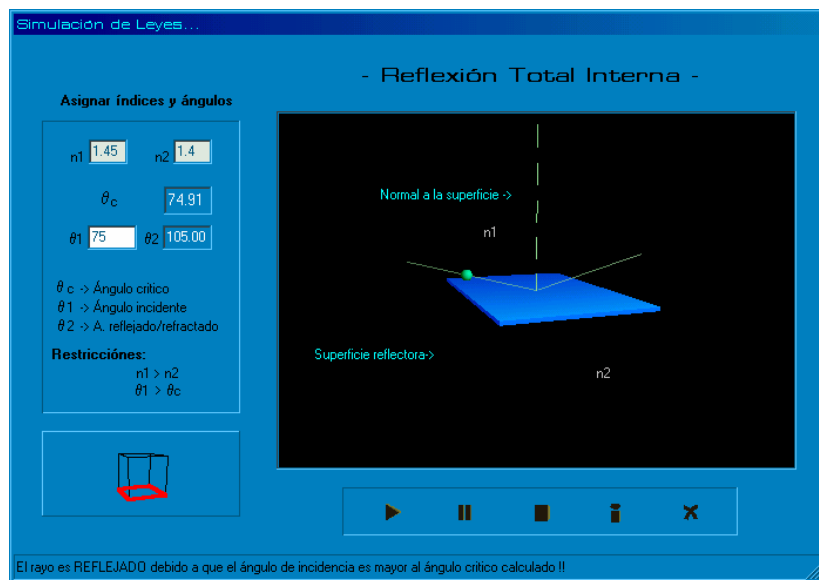 Simulación de Leyes...
- Reflexión Total Interna -
Asignar índices y ángulos
n1 1.45 n2 1.4
θc 74.91
θ1 75 θ2 105.00
θc -> Ángulo critico
θ1 -> Ángulo incidente
θ2 -> A. reflejado/refractado
Restricciónes:
n1 > n2
θ1 > θc
Normal a la superficie ->
n1
Superficie reflectora->
n2
El rayo es REFLEJADO debido a que el ángulo de incidencia es mayor al ángulo critico calculado !!